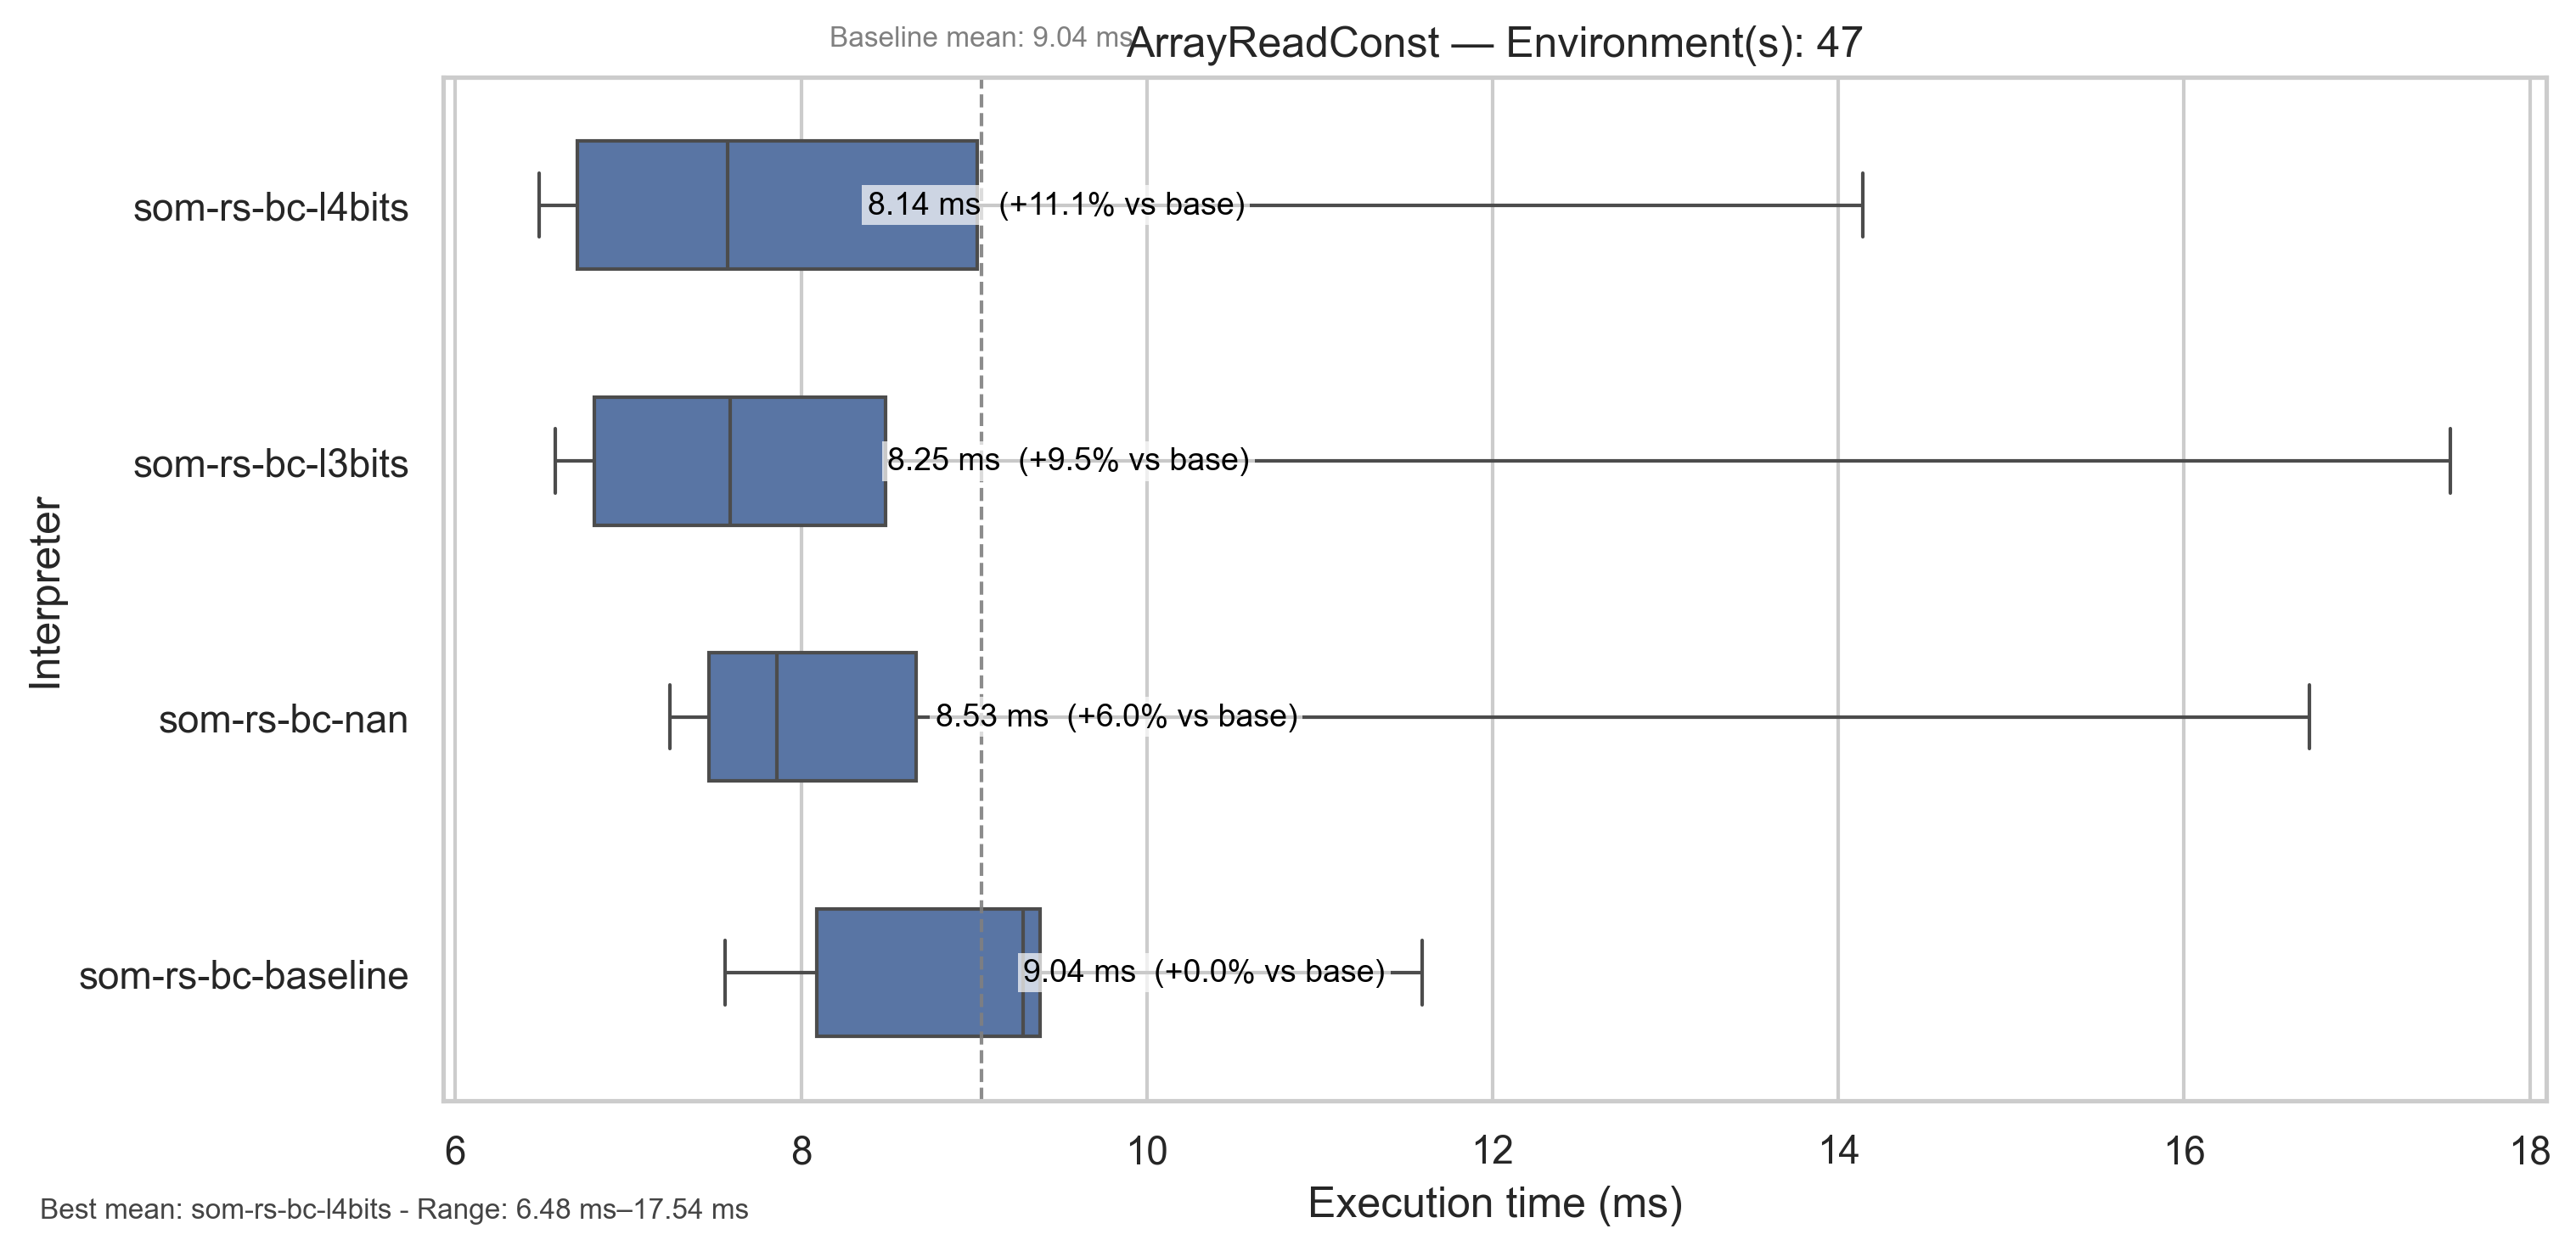 Baseline mean: 9.04 ms
ArrayReadConst — Environment(s): 47
som-rs-bc-l4bits
8.14 ms (+11.1% vs base)
som-rs-bc-l3bits
8.25 ms (+9.5% vs base)
som-rs-bc-nan
8.53 ms (+6.0% vs base)
som-rs-bc-baseline
9.04 ms (+0.0% vs base)
Interpreter
6 8 10 12 14 16 18
Execution time (ms)
Best mean: som-rs-bc-l4bits - Range: 6.48 ms–17.54 ms